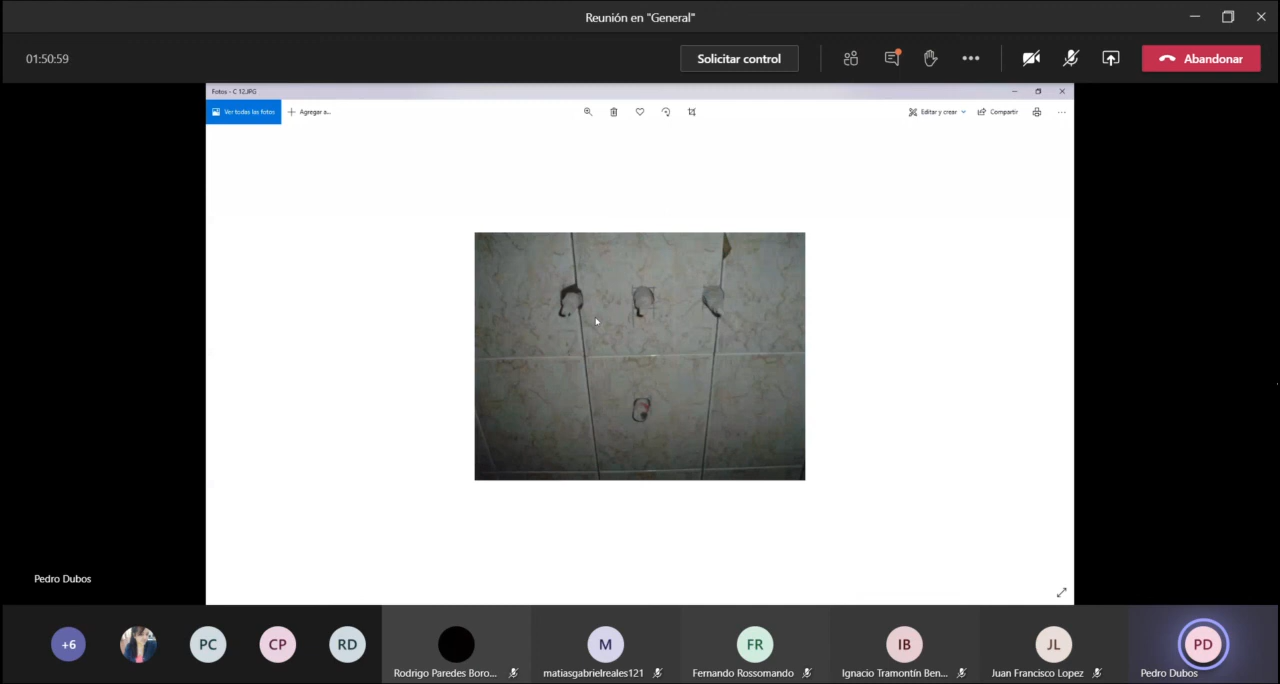 Reunión en "General"
01:50:59
Solicitar control
Abandonar
Fotos - C 12.JPG
Ver todas las fotos
Agregar a...
Editar y crear
Compartir
Pedro Dubos
+6
PC
CP
RD
Rodrigo Paredes Boro...
M
matiasgabrielreales121
FR
Fernando Rossomando
IB
Ignacio Tramontín Ben...
JL
Juan Francisco Lopez
PD
Pedro Dubos